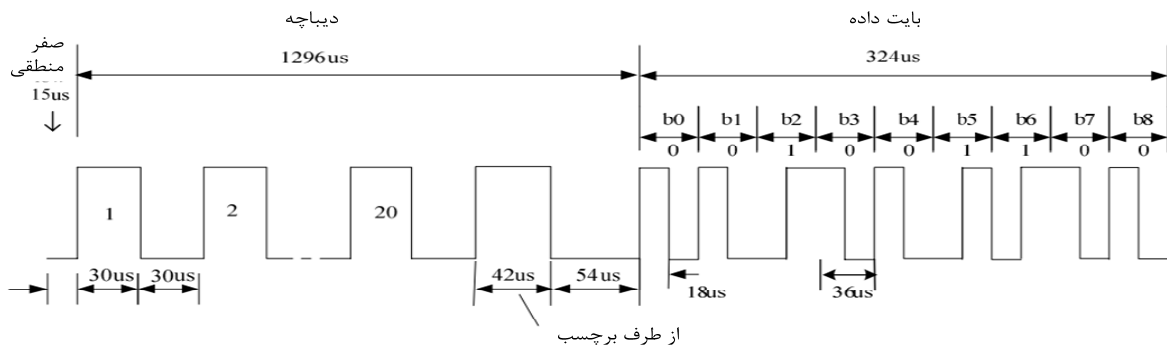 دیباچه
بایت داده
صفر
منطقی
1296us
324us
15us
b0 b1 b2 b3 b4 b5 b6 b7 b8
0 0 1 0 0 1 1 0 0
1 2 20
30us 30us 42us 54us 18us 36us
از طرف برچسب